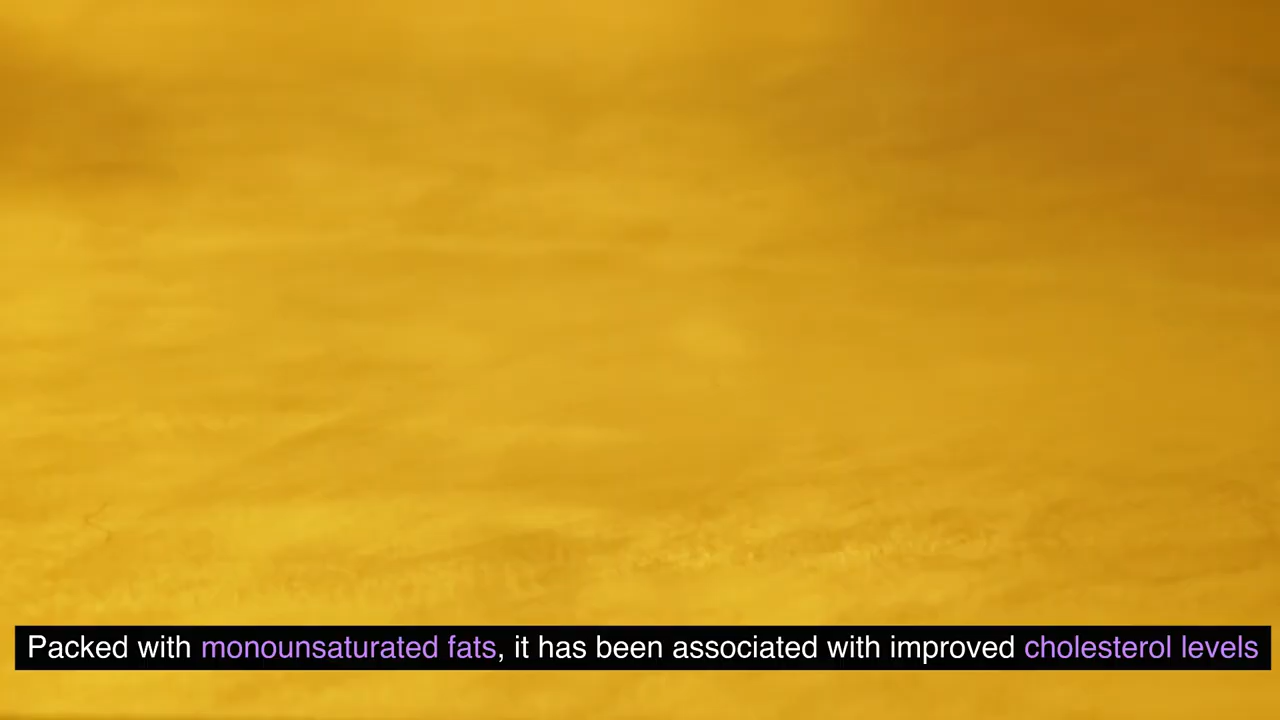 Packed with monounsaturated fats, it has been associated with improved cholesterol levels